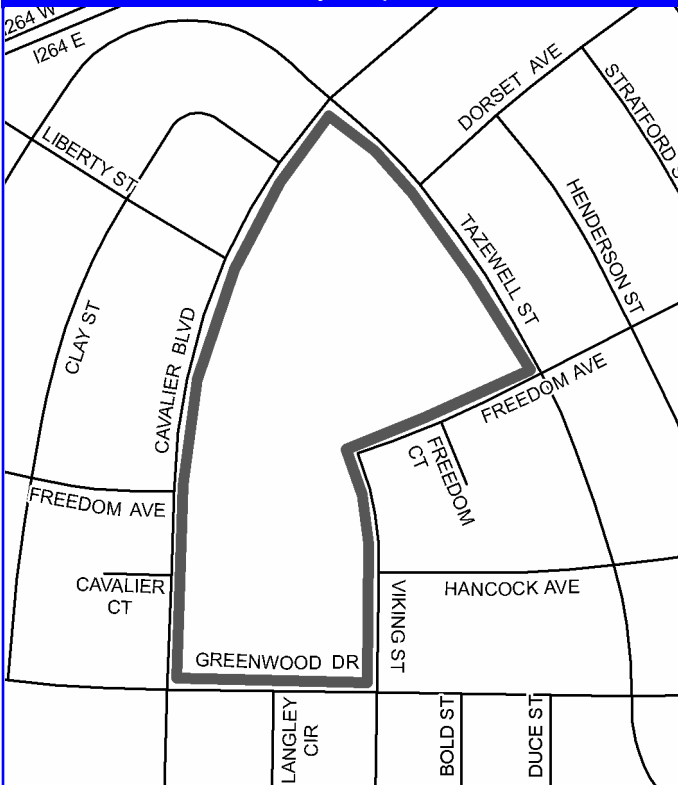 I264 W
I264 E
DORSET AVE
STRATFORD S
LIBERTY ST
HENDERSON ST
TAZEWELL ST
CLAY ST
CAVALIER BLVD
FREEDOM AVE
FREEDOM
CT
FREEDOM AVE
CAVALIER
CT
HANCOCK AVE
VIKING ST
GREENWOOD DR
LANGLEY
CIR
BOLD ST
DUCE ST